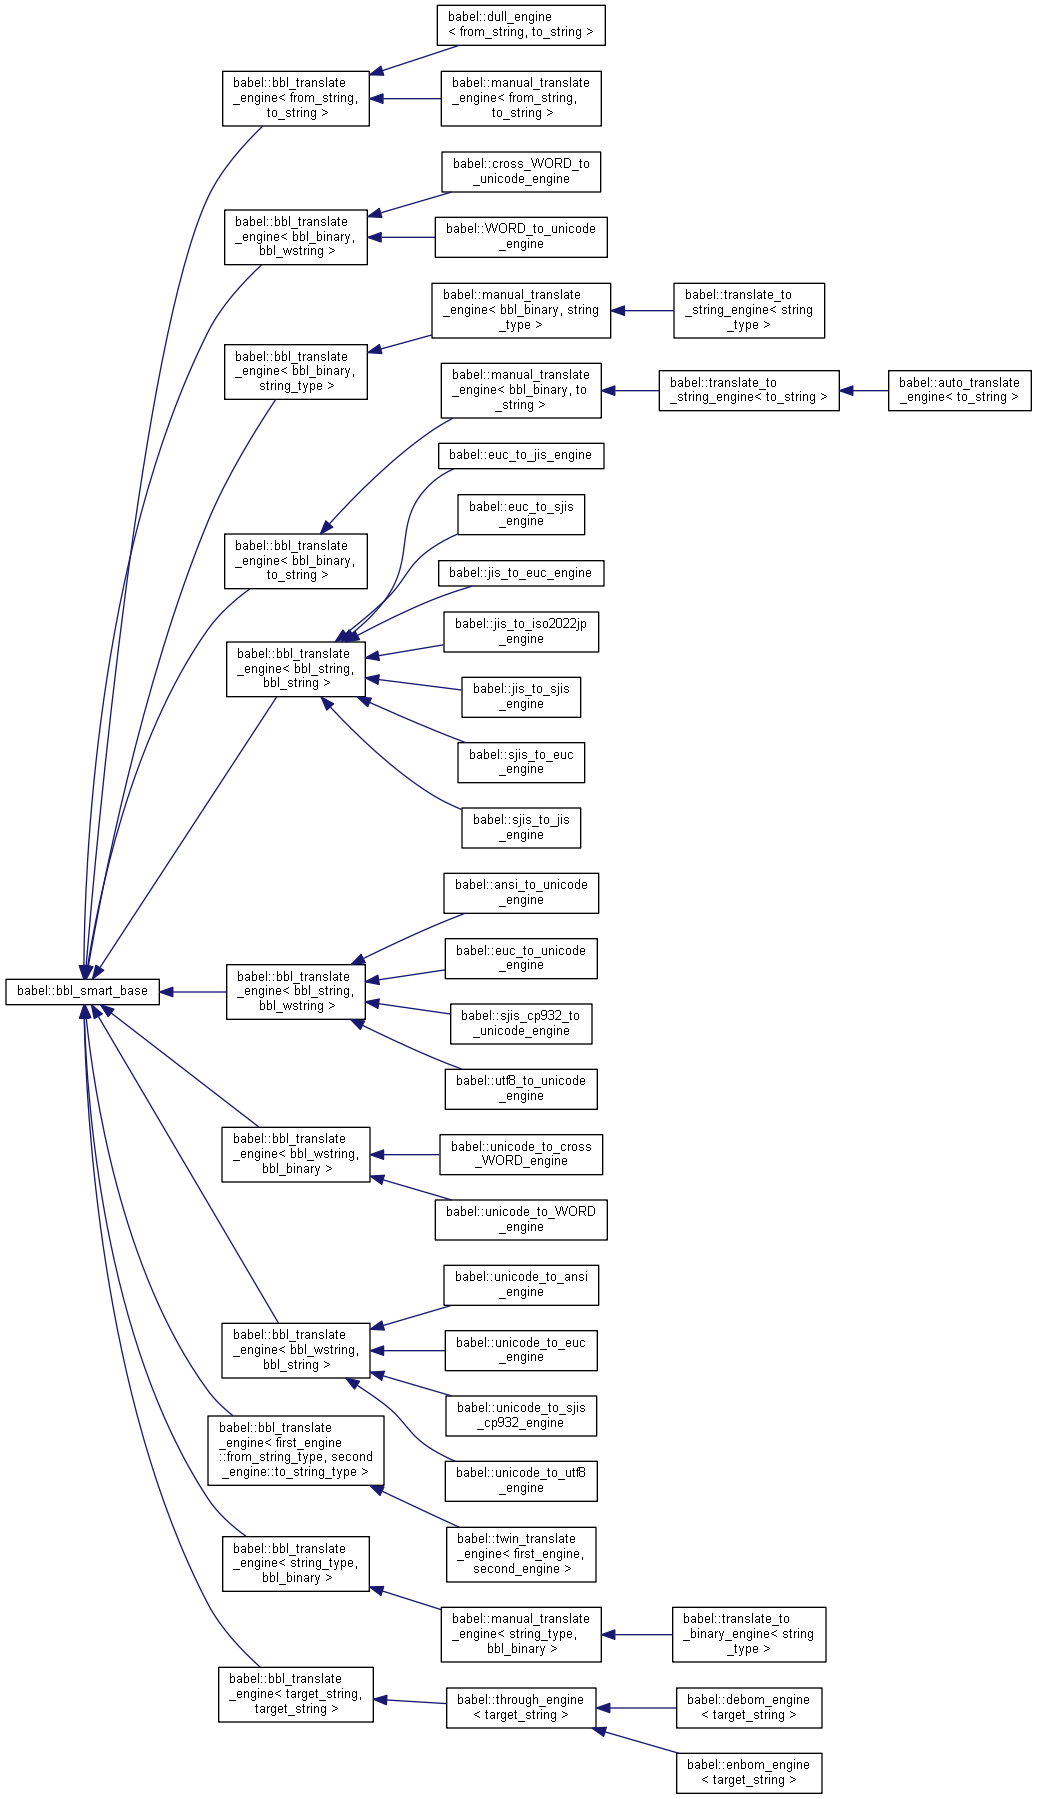 babel::dull_engine
< from_string, to_string >
babel::bbl_translate
_engine< from_string,
to_string >
babel::manual_translate
_engine< from_string,
to_string >
babel::cross_WORD_to
_unicode_engine
babel::bbl_translate
_engine< bbl_binary,
bbl_wstring >
babel::WORD_to_unicode
_engine
babel::manual_translate
_engine< bbl_binary, string
_type >
babel::translate_to
_string_engine< string
_type >
babel::bbl_translate
_engine< bbl_binary,
string_type >
babel::manual_translate
_engine< bbl_binary, to
_string >
babel::translate_to
_string_engine< to_string >
babel::auto_translate
_engine< to_string >
babel::euc_to_jis_engine
babel::euc_to_sjis
_engine
babel::bbl_translate
_engine< bbl_binary,
to_string >
babel::jis_to_euc_engine
babel::jis_to_iso2022jp
_engine
babel::bbl_translate
_engine< bbl_string,
bbl_string >
babel::jis_to_sjis
_engine
babel::sjis_to_euc
_engine
babel::sjis_to_jis
_engine
babel::ansi_to_unicode
_engine
babel::euc_to_unicode
_engine
babel::bbl_smart_base
babel::bbl_translate
_engine< bbl_string,
bbl_wstring >
babel::sjis_cp932_to
_unicode_engine
babel::utf8_to_unicode
_engine
babel::bbl_translate
_engine< bbl_wstring,
bbl_binary >
babel::unicode_to_cross
_WORD_engine
babel::unicode_to_WORD
_engine
babel::unicode_to_ansi
_engine
babel::bbl_translate
_engine< bbl_wstring,
bbl_string >
babel::unicode_to_euc
_engine
babel::unicode_to_sjis
_cp932_engine
babel::bbl_translate
_engine< first_engine
::from_string_type, second
_engine::to_string_type >
babel::unicode_to_utf8
_engine
babel::twin_translate
_engine< first_engine,
second_engine >
babel::bbl_translate
_engine< string_type,
bbl_binary >
babel::manual_translate
_engine< string_type,
bbl_binary >
babel::translate_to
_binary_engine< string
_type >
babel::bbl_translate
_engine< target_string,
target_string >
babel::through_engine
< target_string >
babel::debom_engine
< target_string >
babel::enbom_engine
< target_string >